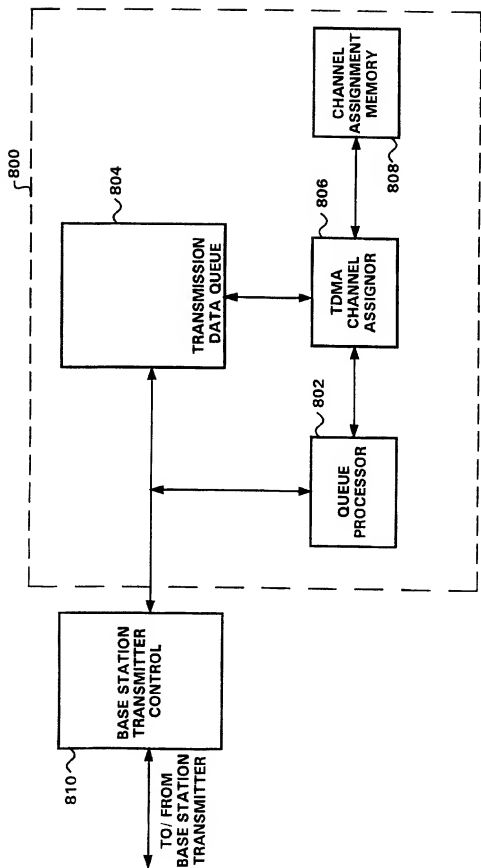 800
804
TRANSMISSION
DATA QUEUE
CHANNEL
ASSIGNMENT
MEMORY
808
806
TDMA
CHANNEL
ASSIGNOR
802
QUEUE
PROCESSOR
BASE STATION
TRANSMITTER
CONTROL
810
TO/ FROM
BASE STATION
TRANSMITTER